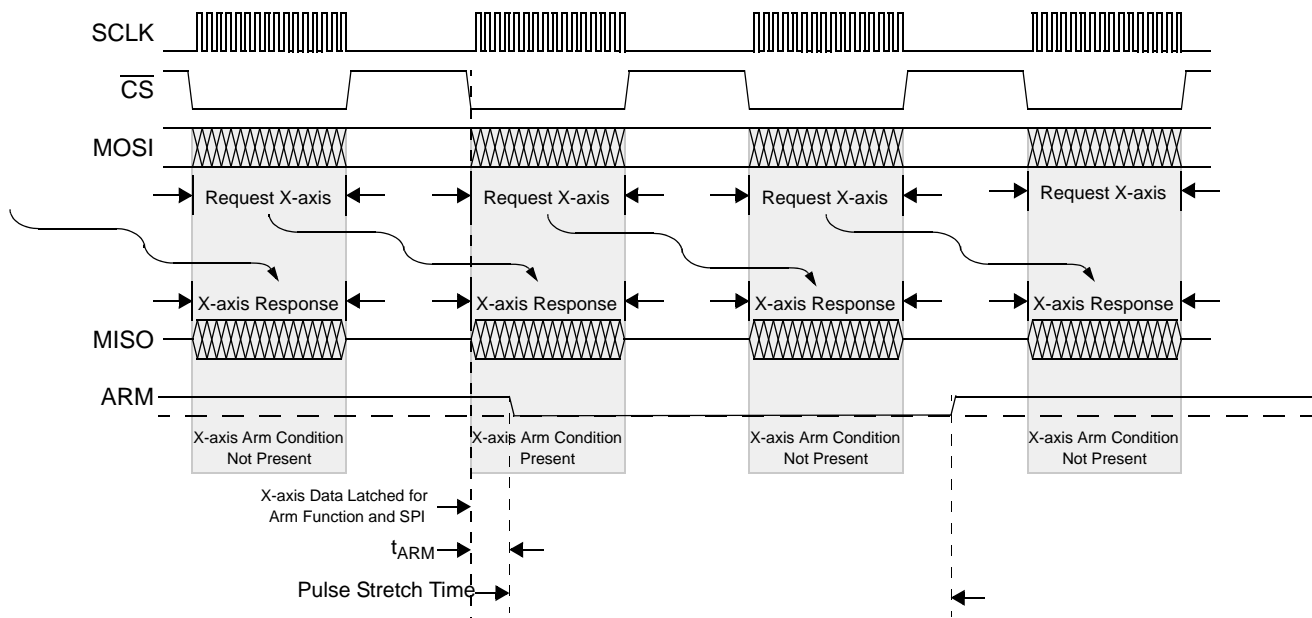 SCLK
CS
MOSI
Request X-axis
Request X-axis
Request X-axis
Request X-axis
X-axis Response
X-axis Response
X-axis Response
X-axis Response
MISO
ARM
X-axis Arm Condition
Not Present
X-axis Arm Condition
Present
X-axis Arm Condition
Not Present
X-axis Arm Condition
Not Present
X-axis Data Latched for
Arm Function and SPI
tARM
Pulse Stretch Time